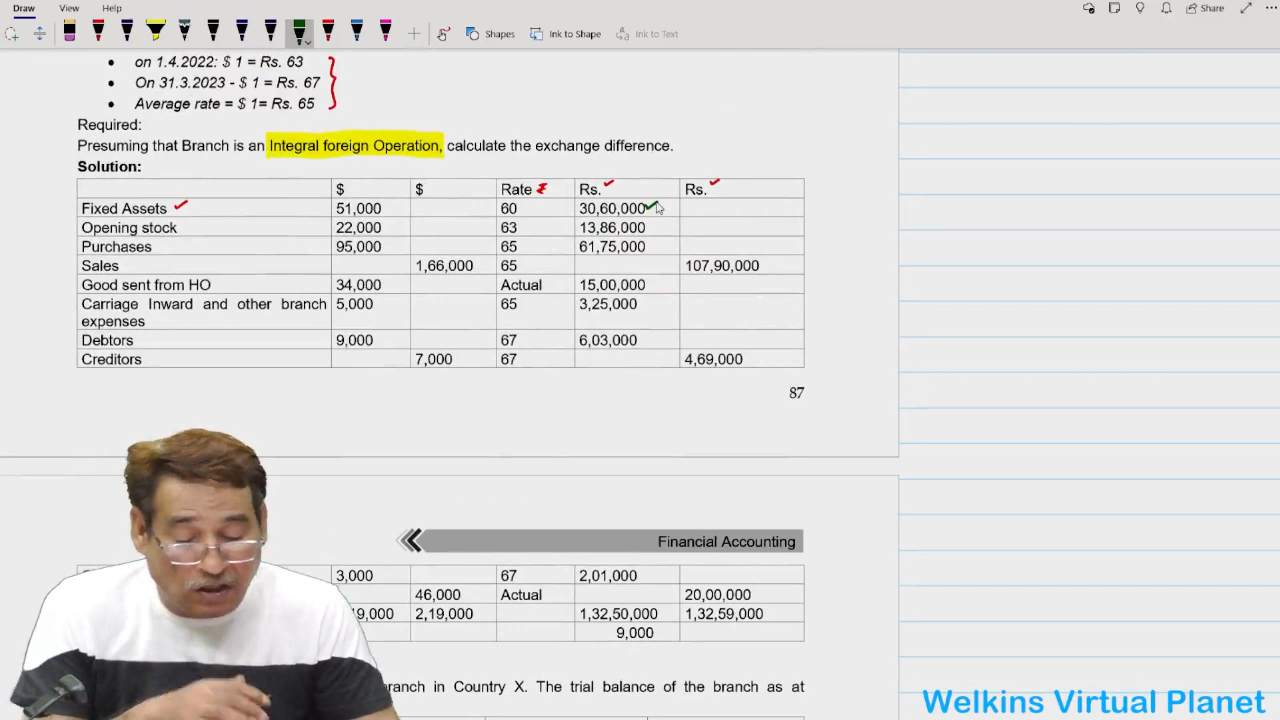 Draw View Help Share
Shapes Ink to Shape Ink to Text
• on 1.4.2022: $ 1 = Rs. 63
• On 31.3.2023 - $ 1 = Rs. 67
• Average rate = $ 1= Rs. 65
Required:
Presuming that Branch is an Integral foreign Operation, calculate the exchange difference.
Solution:
$ $ Rate Rs. Rs.
Fixed Assets 51,000 60 30,60,000
Opening stock 22,000 63 13,86,000
Purchases 95,000 65 61,75,000
Sales 1,66,000 65 107,90,000
Good sent from HO 34,000 Actual 15,00,000
Carriage Inward and other branch 5,000 65 3,25,000
expenses
Debtors 9,000 67 6,03,000
Creditors 7,000 67 4,69,000
87
Financial Accounting
3,000 67 2,01,000
46,000 Actual 20,00,000
19,000 2,19,000 1,32,50,000 1,32,59,000
9,000
ranch in Country X. The trial balance of the branch as at
Welkins Virtual Planet